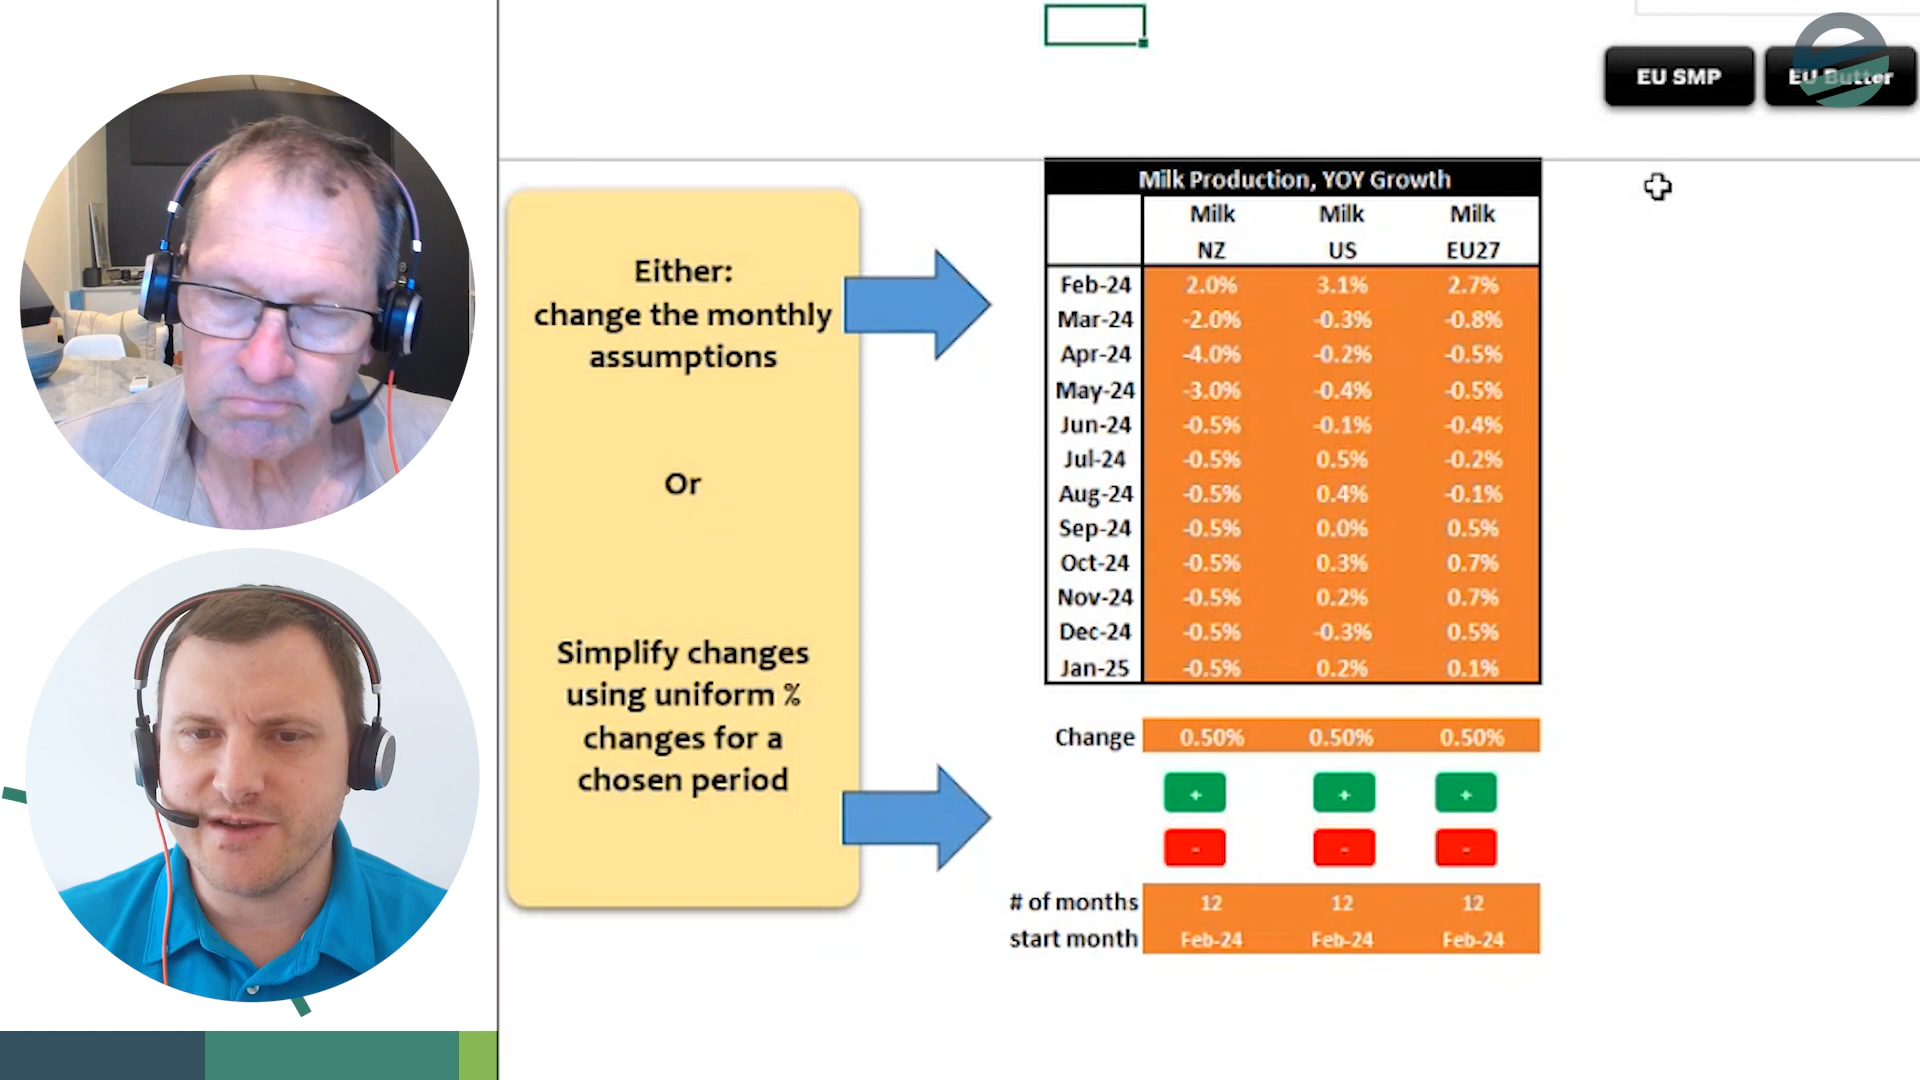 EU SMP
EU Butter
Either:
change the monthly
assumptions
Or
Simplify changes
using uniform %
changes for a
chosen period
Milk Production, YOY Growth
Milk Milk Milk
NZ US EU27
Feb-24 2.0% 3.1% 2.7%
Mar-24 -2.0% -0.3% -0.8%
Apr-24 -4.0% -0.2% -0.5%
May-24 -3.0% -0.4% -0.5%
Jun-24 -0.5% -0.1% -0.4%
Jul-24 -0.5% 0.5% -0.2%
Aug-24 -0.5% 0.4% -0.1%
Sep-24 -0.5% 0.0% 0.5%
Oct-24 -0.5% 0.3% 0.7%
Nov-24 -0.5% 0.2% 0.7%
Dec-24 -0.5% -0.3% 0.5%
Jan-25 -0.5% 0.2% 0.1%
Change 0.50% 0.50% 0.50%
+ + +
- - -
# of months 12 12 12
start month Feb-24 Feb-24 Feb-24